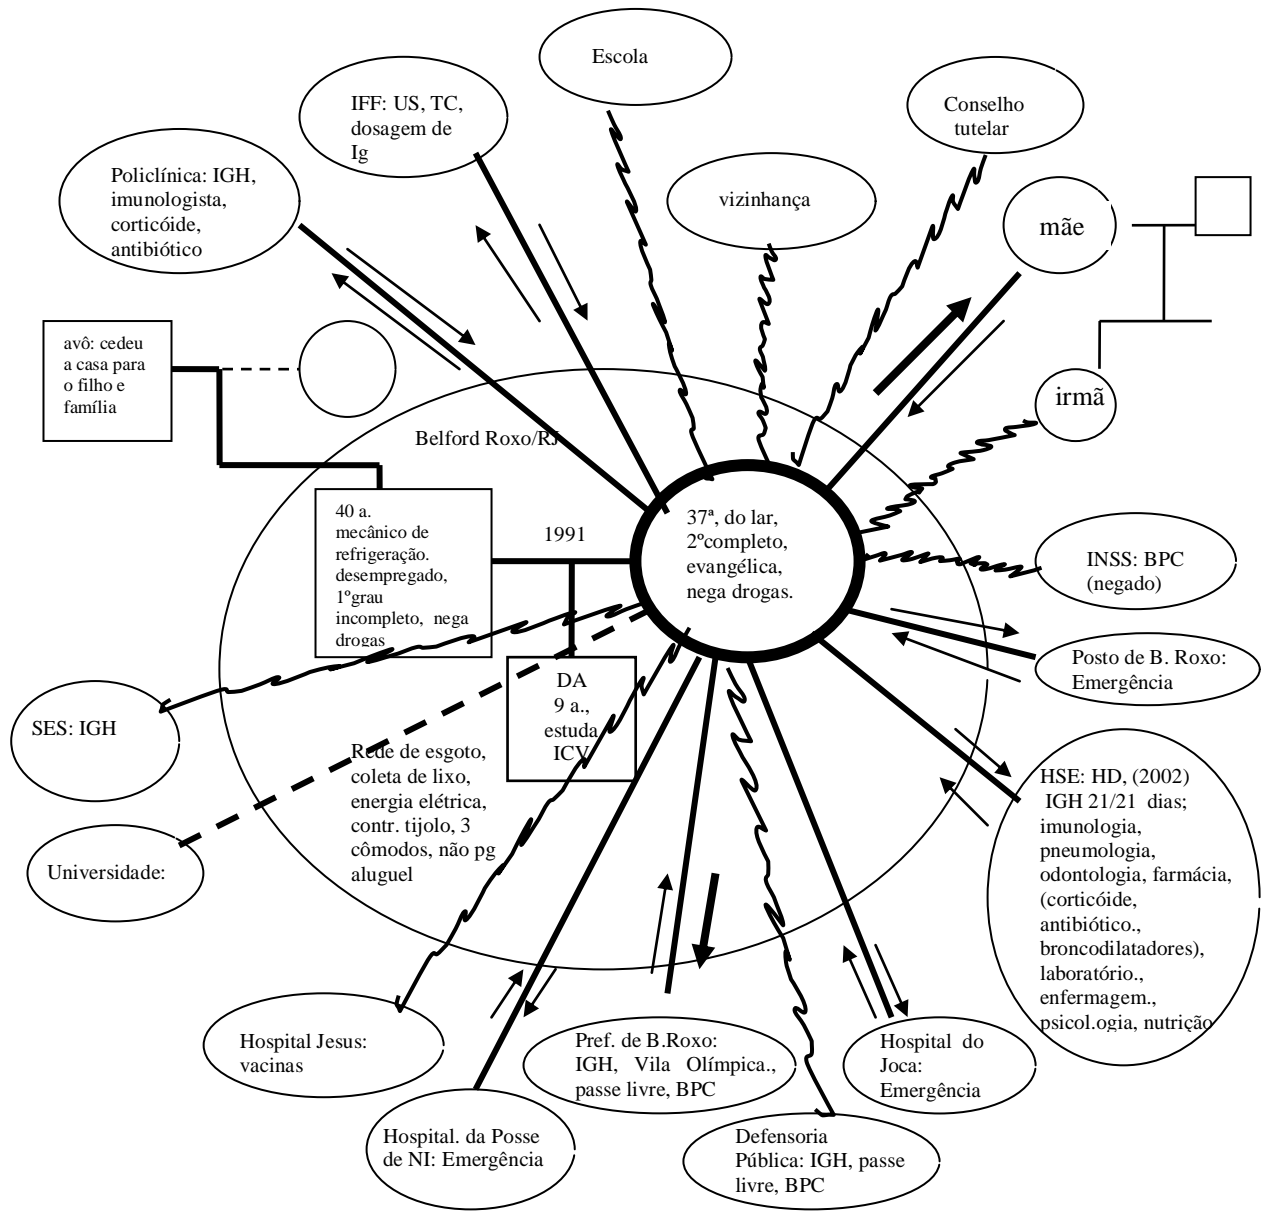 Escola
IFF: US, TC,
dosagem de
Ig
Conselho
tutelar
Policlínica: IGH,
imunologista,
corticóide,
antibiótico
vizinhança
mãe
avô: cedeu
a casa para
o filho e
família
irmã
Belford Roxo/RJ
40 a.
mecânico de
refrigeração.
desempregado,
1ºgrau
incompleto, nega
drogas
1991
37ª, do lar,
2ºcompleto,
evangélica,
nega drogas.
INSS: BPC
(negado)
Posto de B. Roxo:
Emergência
DA
9 a.,
estuda
ICV
SES: IGH
Rede de esgoto,
coleta de lixo,
energia elétrica,
contr. tijolo, 3
cômodos, não pg
aluguel
HSE: HD, (2002)
IGH 21/21 dias;
imunologia,
pneumologia,
odontologia, farmácia,
(corticóide,
antibiótico.,
broncodilatadores),
laboratório.,
enfermagem.,
psicol.ogia, nutrição
Universidade:
Hospital Jesus:
vacinas
Pref. de B.Roxo:
IGH, Vila Olímpica.,
passe livre, BPC
Hospital do
Joca:
Emergência
Hospital. da Posse
de NI: Emergência
Defensoria
Pública: IGH, passe
livre, BPC